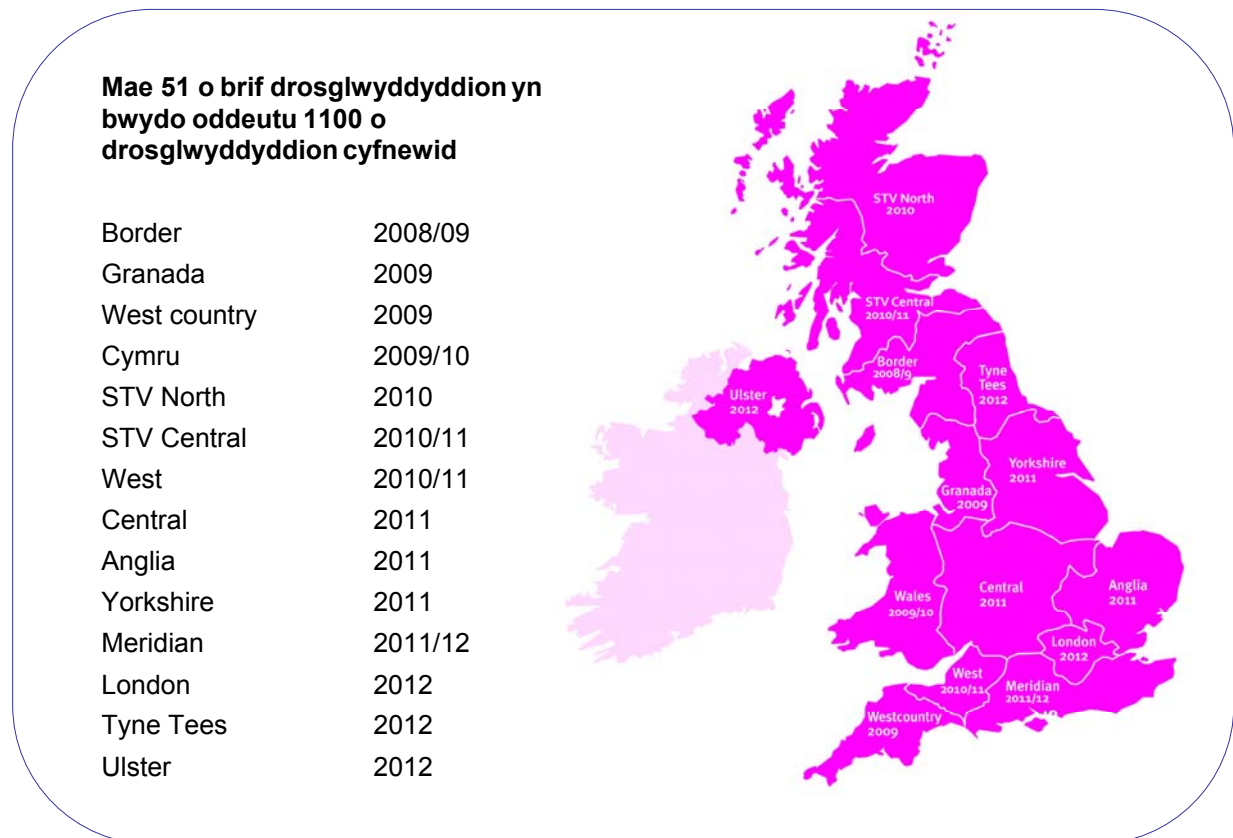 Mae 51 o brif drosglwyddyddion yn
bwydo oddeutu 1100 o
drosglwyddyddion cyfnewid
Border 2008/09
Granada 2009
West country 2009
Cymru 2009/10
STV North 2010
STV Central 2010/11
West 2010/11
Central 2011
Anglia 2011
Yorkshire 2011
Meridian 2011/12
London 2012
Tyne Tees 2012
Ulster 2012
STV North
2010
STV Central
2010/11
Border
2008/9
Tyne
Tees
2012
Ulster
2012
Yorkshire
2011
Granada
2009
Wales
2009/10
Central
2011
Anglia
2011
London
2012
West
2010/11
Meridian
2011/12
Westcountry
2009